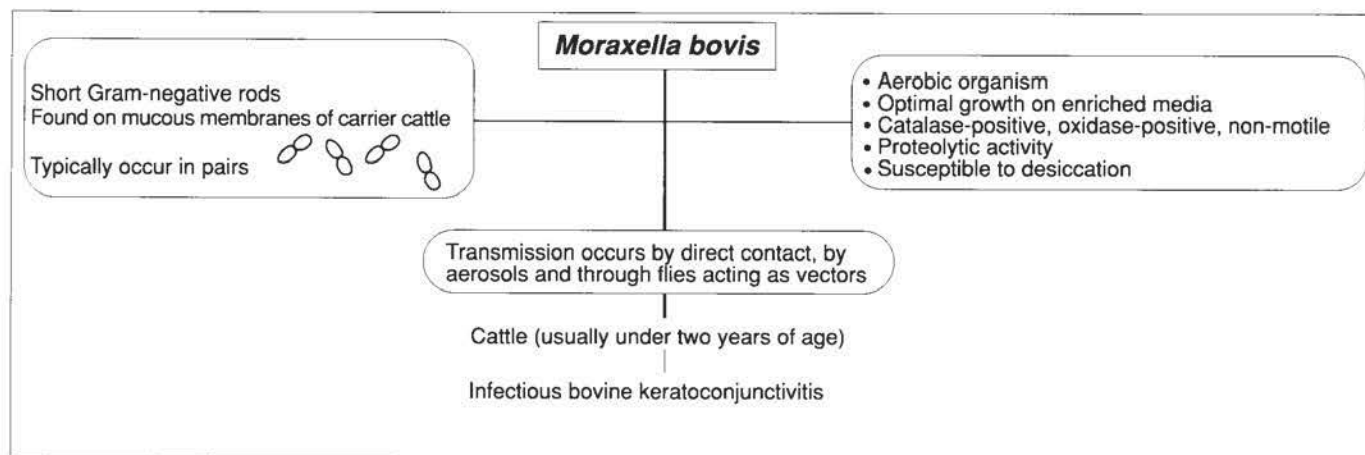 Moraxella bovis
Short Gram-negative rods
Found on mucous membranes of carrier cattle
Typically occur in pairs
• Aerobic organism
• Optimal growth on enriched media
• Catalase-positive, oxidase-positive, non-motile
• Proteolytic activity
• Susceptible to desiccation
Transmission occurs by direct contact, by
aerosols and through flies acting as vectors
Cattle (usually under two years of age)
Infectious bovine keratoconjunctivitis